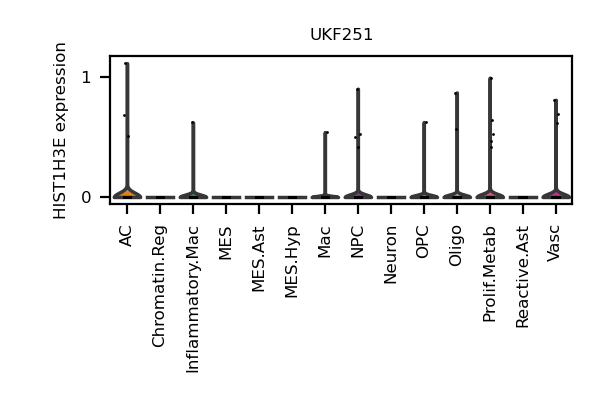 UKF251
HIST1H3E expression
1
0
AC
Chromatin.Reg
Inflammatory.Mac
MES
MES.Ast
MES.Hyp
Mac
NPC
Neuron
OPC
Oligo
Prolif.Metab
Reactive.Ast
Vasc